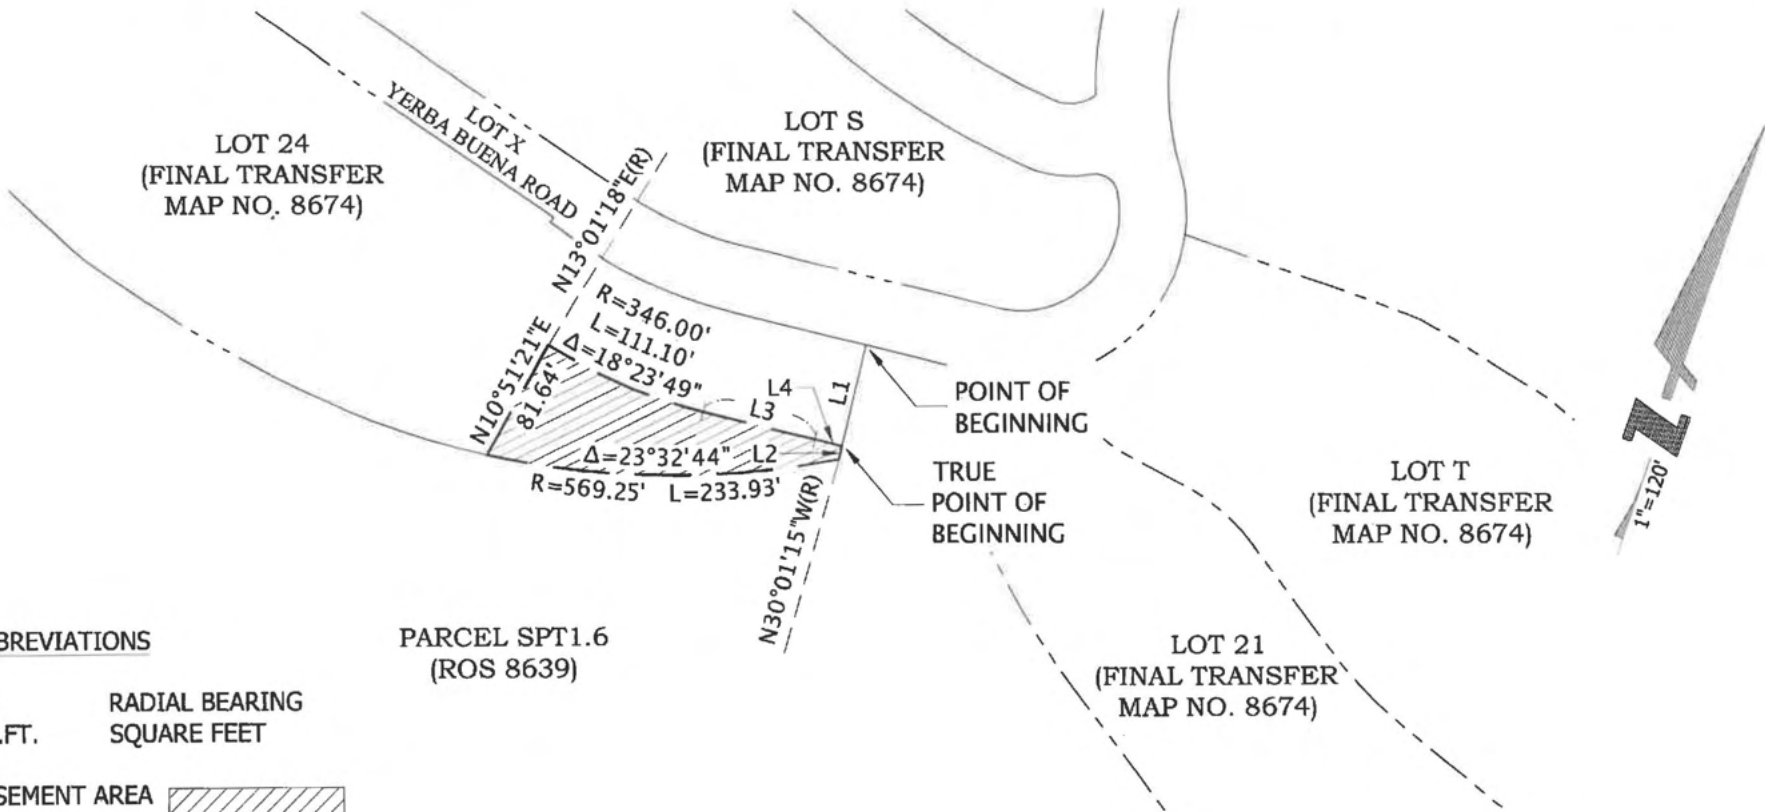 LOT 24
(FINAL TRANSFER
MAP NO. 8674)
LOT X
YERBA BUENA ROAD
LOT S
(FINAL TRANSFER
MAP NO. 8674)
N13°01'18"E(R)
R=346.00'
L=111.10'
Δ=18°23'49"
N10°51'21"E
81.64'
L4
L3
L1
L2
Δ=23°32'44"
R=569.25' L=233.93'
POINT OF
BEGINNING
TRUE
POINT OF
BEGINNING
N30°01'15"W(R)
LOT T
(FINAL TRANSFER
MAP NO. 8674)
N
1"=120'
LOT 21
(FINAL TRANSFER
MAP NO. 8674)
PARCEL SPT1.6
(ROS 8639)
BREVIATIONS
RADIAL BEARING
.FT. SQUARE FEET
SEMENT AREA